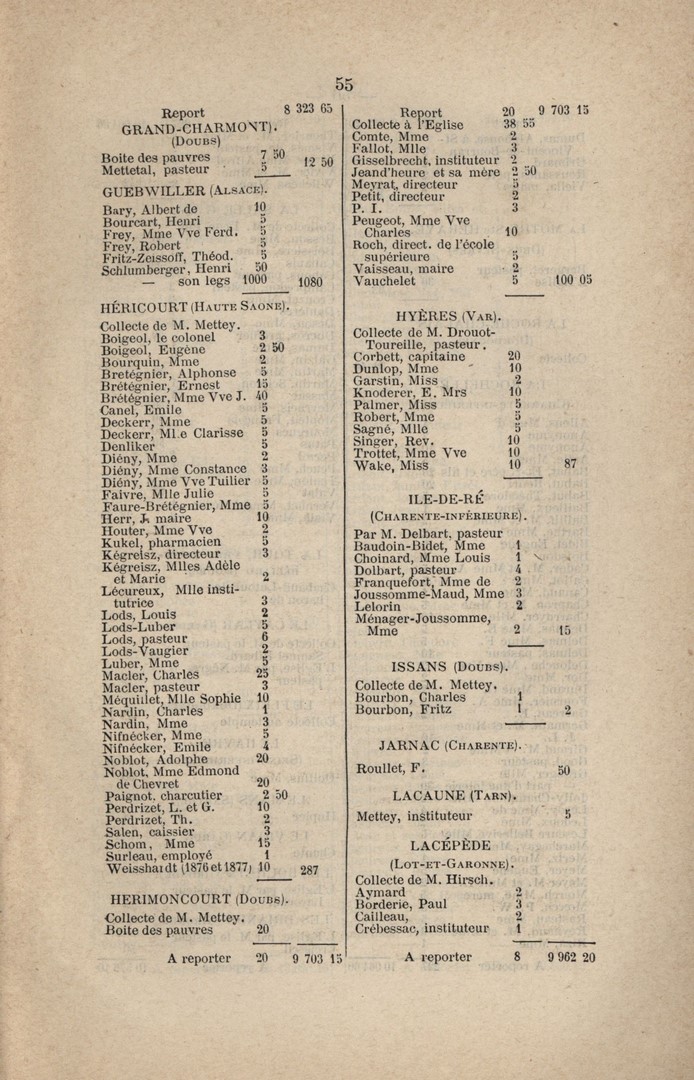 55
Report 8 323 65
GRAND-CHARMONT).
(DOUBS)
Boite des pauvres 7 50
Mettetal, pasteur 5 12 50
GUEBWILLER (ALSACE).
Bary, Albert de 10
Bourcart, Henri 5
Frey, Mme Vve Ferd. 5
Frey, Robert 5
Fritz-Zeissoff, Théod. 5
Schlumberger, Henri 50
— son legs 1000 1080
HÉRICOURT (HAUTE SAONE).
Collecte de M. Mettey.
Boigeol, le colonel 3
Boigeol, Eugène 2 50
Bourquin, Mme 2
Bretégnier, Alphonse 5
Brétégnier, Ernest 15
Brétégnier, Mme Vve J. 40
Canel, Emile 5
Deckerr, Mme 5
Deckerr, Mlle Clarisse 5
Denliker 5
Diény, Mme 2
Diény, Mme Constance 3
Diény, Mme Vve Tuilier 5
Faivre, Mlle Julie 5
Faure-Brétégnier, Mme 5
Herr, J. maire 10
Houter, Mme Vve 2
Kukel, pharmacien 5
Kégreisz, directeur 3
Kégreisz, Mlles Adèle
et Marie 2
Lécureux, Mlle insti-
tutrice 3
Lods, Louis 2
Lods-Luber 5
Lods, pasteur 6
Lods-Vaugier 2
Luber, Mme 5
Macler, Charles 25
Macler, pasteur 3
Méquillet, Mlle Sophie 10
Nardin, Charles 1
Nardin, Mme 3
Nifnécker, Mme 5
Nifnécker, Emile 4
Noblot, Adolphe 20
Noblot, Mme Edmond
de Chevret 20
Paignot, charcutier 2 50
Perdrizet, L. et G. 10
Perdrizet, Th. 2
Salen, caissier 3
Schom, Mme 15
Surleau, employé 1
Weisshardt (1876 et 1877) 10 287
HERIMONCOURT (DOUBS).
Collecte de M. Mettey.
Boite des pauvres 20
A reporter 20 9 703 15
Report 20 9 703 15
Collecte à l'Eglise 38 55
Comte, Mme 2
Fallot, Mlle 3
Gisselbrecht, instituteur 2
Jeand'heure et sa mère 2 50
Meyrat, directeur 5
Petit, directeur 2
P. I. 3
Peugeot, Mme Vve
Charles 10
Roch, direct. de l'école
supérieure 5
Vaisseau, maire 2
Vauchelet 5 100 05
HYÈRES (VAR).
Collecte de M. Drouot-
Toureille, pasteur.
Corbett, capitaine 20
Dunlop, Mme 10
Garstin, Miss 2
Knoderer, E. Mrs 10
Palmer, Miss 5
Robert, Mme 5
Sagné, Mlle 5
Singer, Rev. 10
Trottet, Mme Vve 10
Wake, Miss 10 87
ILE-DE-RÉ
(CHARENTE-INFÉRIEURE).
Par M. Delbart, pasteur
Baudoin-Bidet, Mme 1
Choinard, Mme Louis 1
Dolbart, pasteur 4
Franquefort, Mme de 2
Joussomme-Maud, Mme 3
Lelorin 2
Ménager-Joussomme,
Mme 2 15
ISSANS (DOUBS).
Collecte de M. Mettey.
Bourbon, Charles 1
Bourbon, Fritz 1 2
JARNAC (CHARENTE).
Roullet, F. 50
LACAUNE (TARN).
Mettey, instituteur 5
LACÉPÈDE
(LOT-ET-GARONNE).
Collecte de M. Hirsch.
Aymard 2
Borderie, Paul 3
Cailleau, 2
Crébessac, instituteur 1
A reporter 8 9 962 20